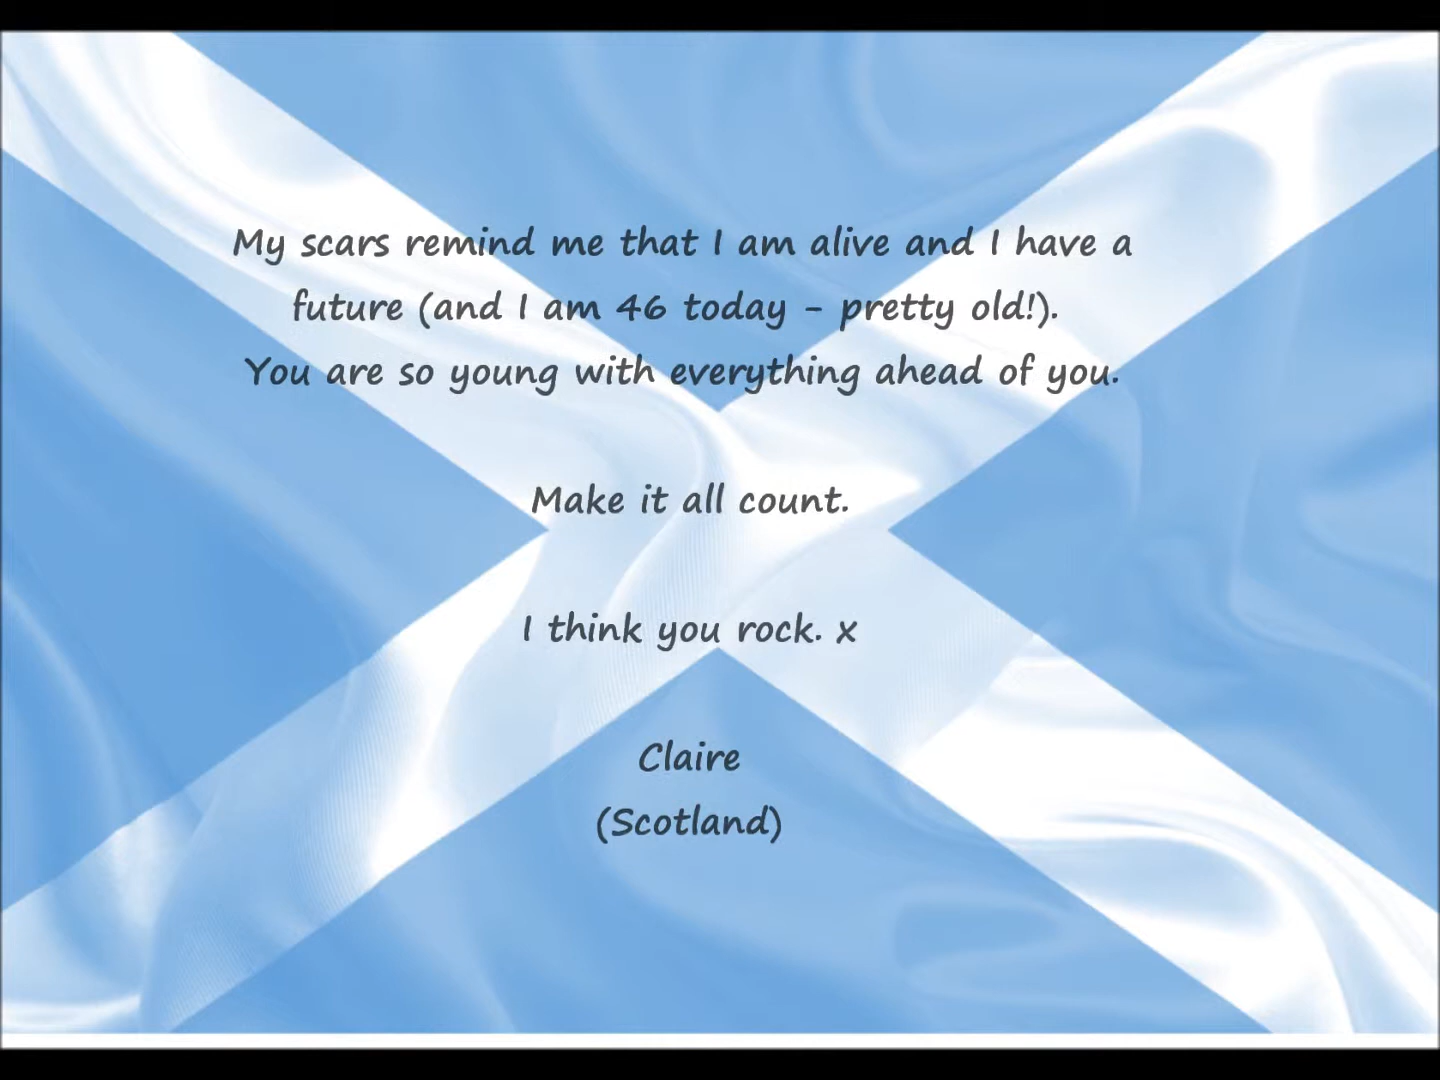 My scars remind me that I am alive and I have a
future (and I am 46 today - pretty old!).
You are so young with everything ahead of you.
Make it all count.
I think you rock. x
Claire
(Scotland)